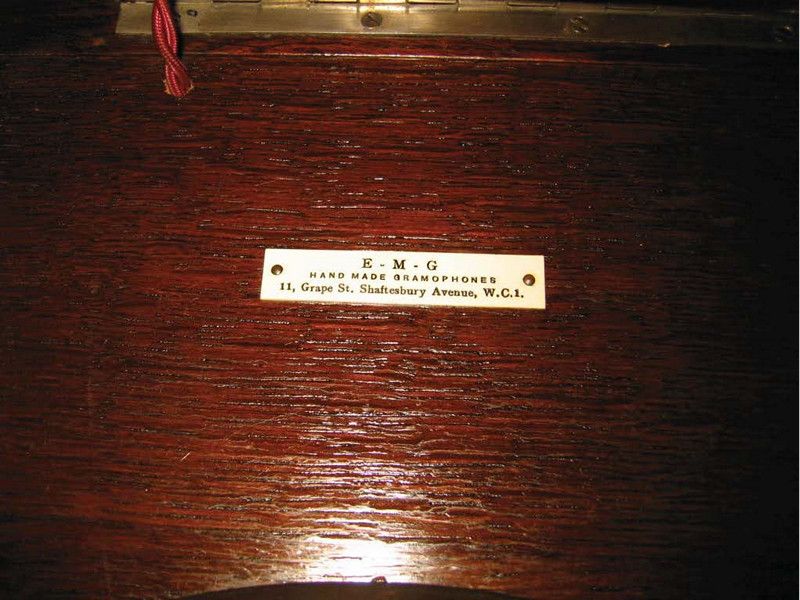 E - M - G
HAND MADE GRAMOPHONES
11, Grape St. Shaftesbury Avenue, W.C.1.